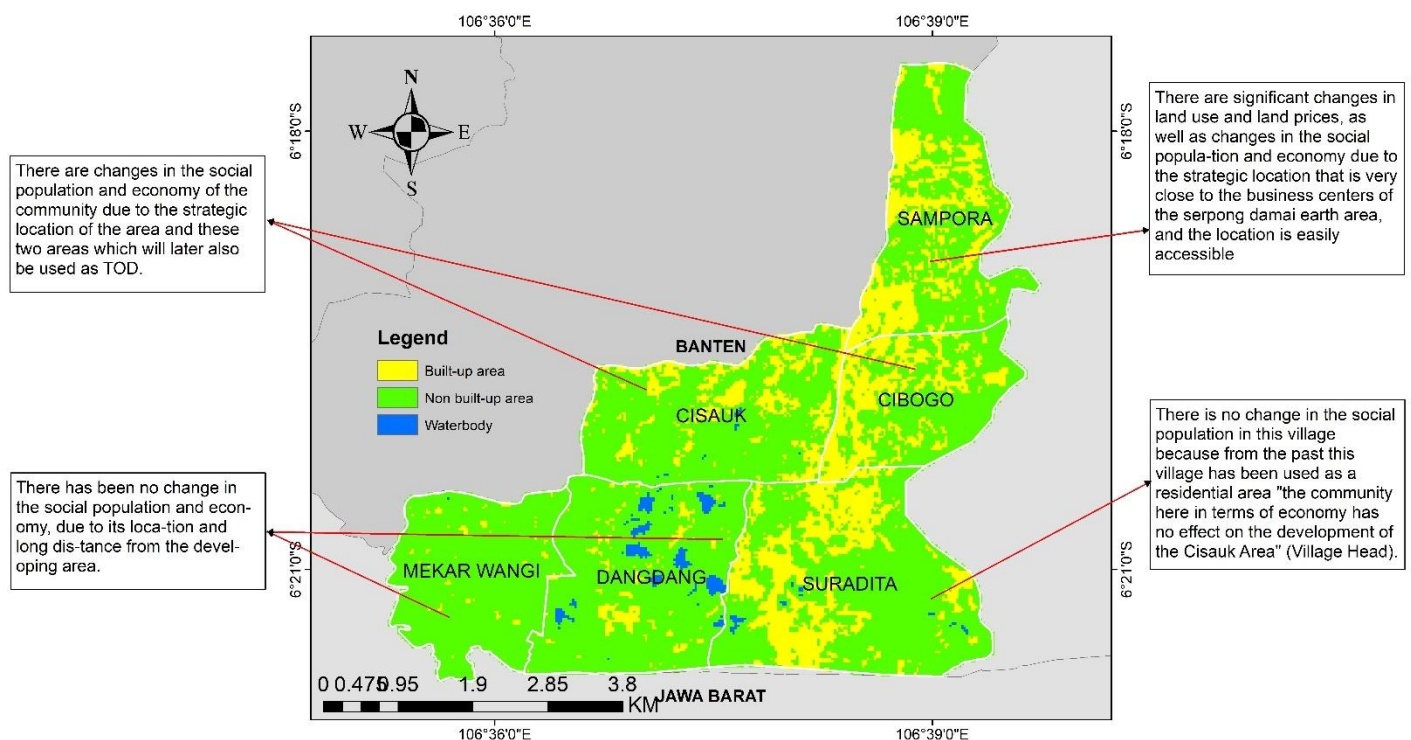 106°36'0"E
106°39'0"E
N
W
E
S
6°18'0"S
6°18'0"S
There are changes in the social
population and economy of the
community due to the strategic
location of the area and these
two areas which will later also
be used as TOD.
There are significant changes in
land use and land prices, as
well as changes in the social
popula-tion and economy due to
the strategic location that is very
close to the business centers of
the serpong damai earth area,
and the location is easily
accessible
SAMPORA
Legend
Built-up area
Non built-up area
Waterbody
BANTEN
CISAUK
CIBOGO
There is no change in the social
population in this village
because from the past this
village has been used as a
residential area "the community
here in terms of economy has
no effect on the development of
the Cisauk Area" (Village Head).
There has been no change in
the social population and econ-
omy, due to its loca-tion and
long dis-tance from the devel-
oping area.
6°21'0"S
6°21'0"S
MEKAR WANGI
DANGDANG
SURADITA
0 0.475 0.95 1.9 2.85 3.8
KM
JAWA BARAT
106°36'0"E
106°39'0"E